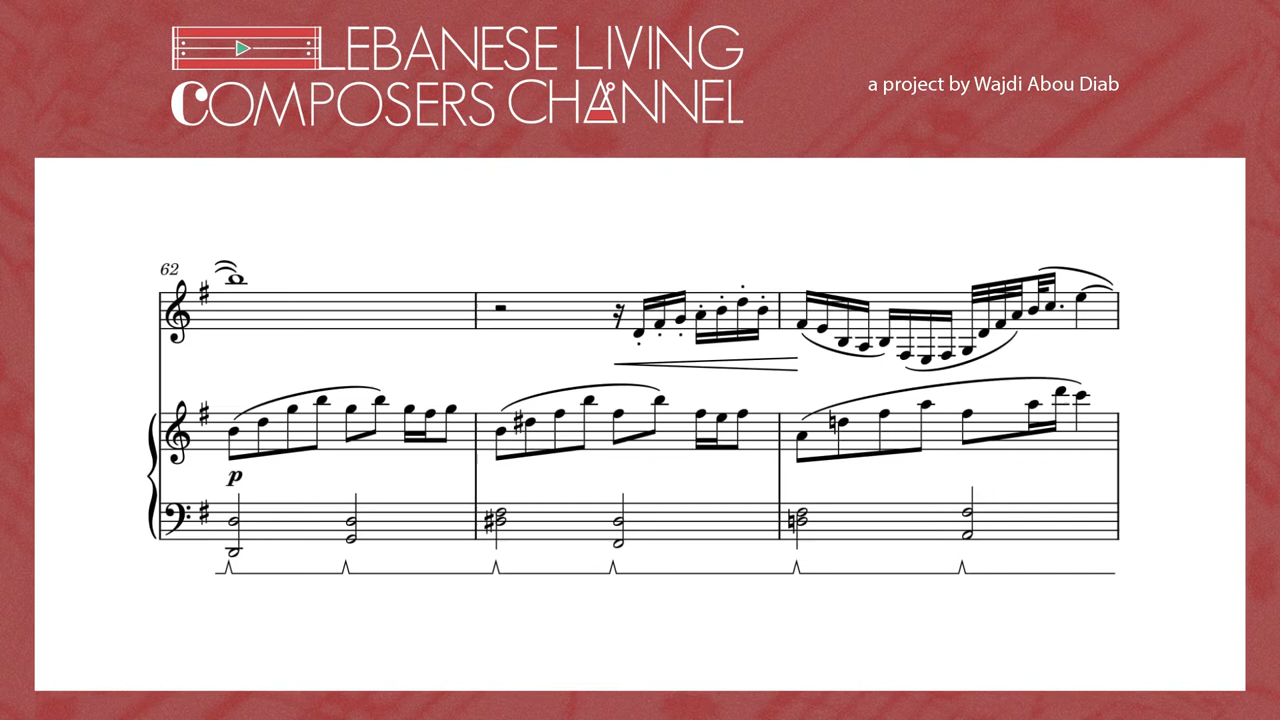 LEBANESE LIVING
COMPOSERS CHANNEL
a project by Wajdi Abou Diab
62
p